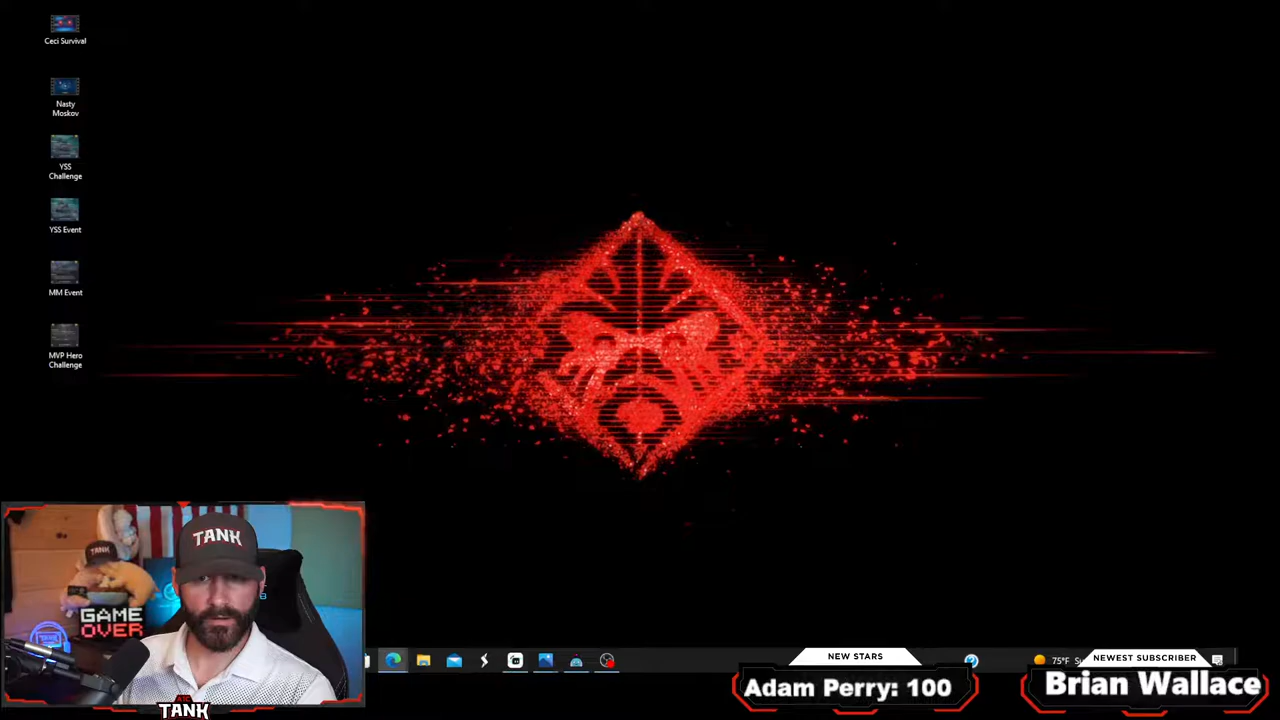 Ceci Survival
Nasty
Moskov
YSS
Challenge
YSS Event
MM Event
MVP Hero
Challenge
TANK
TANK
GAME
OVER
ATC
TANK
75°F
NEW STARS
Adam Perry: 100
NEWEST SUBSCRIBER
Brian Wallace